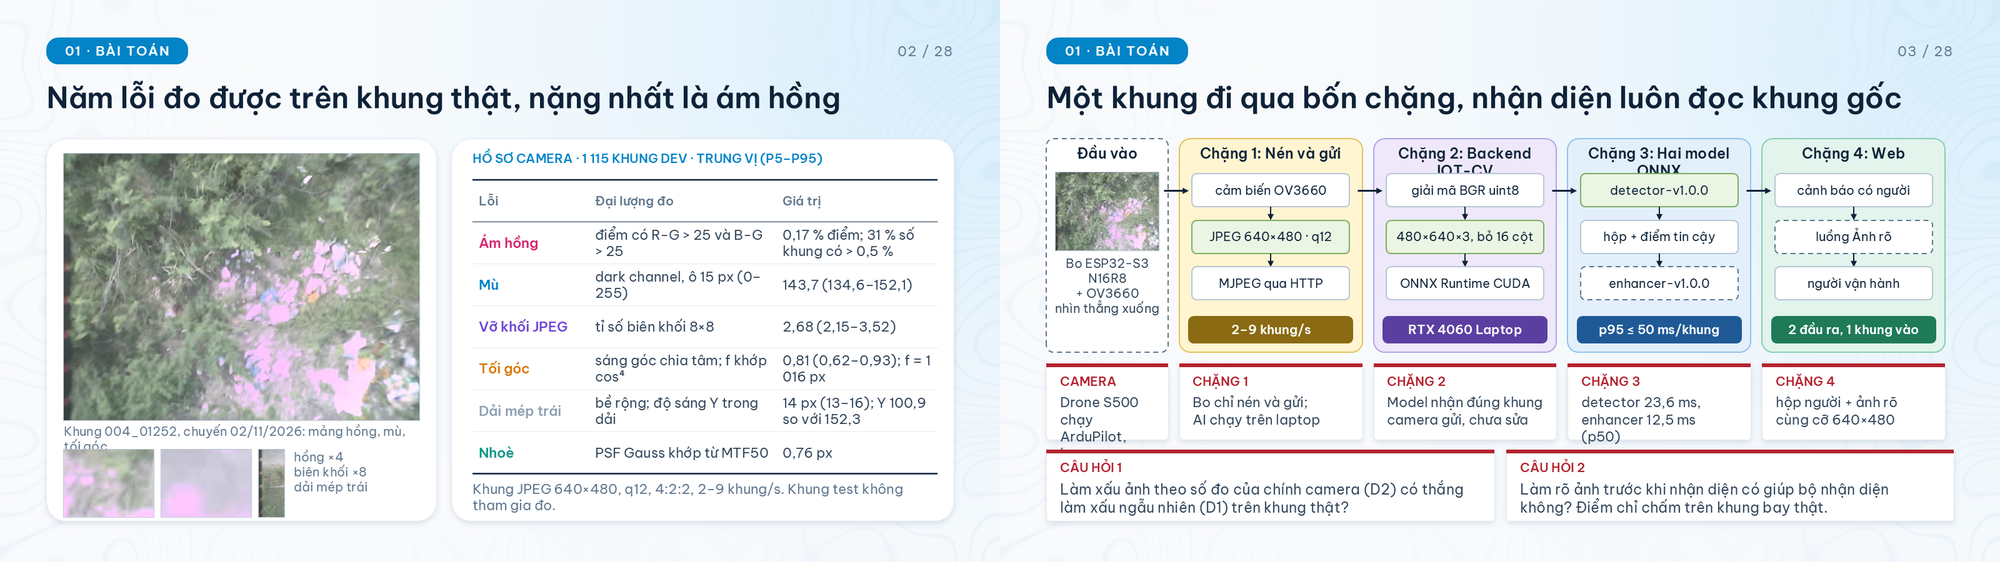 01 · BÀI TOÁN
02 / 28
Năm lỗi đo được trên khung thật, nặng nhất là ám hồng
Khung 004_01252, chuyến 02/11/2026: mảng hồng, mù,
tối góc
hồng ×4
biên khối ×8
dải mép trái
HỒ SƠ CAMERA · 1 115 KHUNG DEV · TRUNG VỊ (P5–P95)
Lỗi
Đại lượng đo
Giá trị
Ám hồng
điểm có R–G > 25 và B–G
> 25
0,17 % điểm; 31 % số
khung có > 0,5 %
Mù
dark channel, ô 15 px (0–
255)
143,7 (134,6–152,1)
Vỡ khối JPEG
tỉ số biên khối 8×8
2,68 (2,15–3,52)
Tối góc
sáng góc chia tâm; f khớp
cos⁴
0,81 (0,62–0,93); f = 1
016 px
Dải mép trái
bề rộng; độ sáng Y trong
dải
14 px (13–16); Y 100,9
so với 152,3
Nhoè
PSF Gauss khớp từ MTF50
0,76 px
Khung JPEG 640×480, q12, 4:2:2, 2–9 khung/s. Khung test không
tham gia đo.
01 · BÀI TOÁN
03 / 28
Một khung đi qua bốn chặng, nhận diện luôn đọc khung gốc
Đầu vào
Bo ESP32-S3
N16R8
+ OV3660
nhìn thẳng xuống
Chặng 1: Nén và gửi
cảm biến OV3660
JPEG 640×480 · q12
MJPEG qua HTTP
2–9 khung/s
Chặng 2: Backend
IOT-CV
giải mã BGR uint8
480×640×3, bỏ 16 cột
ONNX Runtime CUDA
RTX 4060 Laptop
Chặng 3: Hai model
ONNX
detector-v1.0.0
hộp + điểm tin cậy
enhancer-v1.0.0
p95 ≤ 50 ms/khung
Chặng 4: Web
cảnh báo có người
luồng Ảnh rõ
người vận hành
2 đầu ra, 1 khung vào
CAMERA
Drone S500
chạy
ArduPilot,
CHẶNG 1
Bo chỉ nén và gửi;
AI chạy trên laptop
CHẶNG 2
Model nhận đúng khung
camera gửi, chưa sửa
CHẶNG 3
detector 23,6 ms,
enhancer 12,5 ms
(p50)
CHẶNG 4
hộp người + ảnh rõ
cùng cỡ 640×480
CÂU HỎI 1
Làm xấu ảnh theo số đo của chính camera (D2) có thắng
làm xấu ngẫu nhiên (D1) trên khung thật?
CÂU HỎI 2
Làm rõ ảnh trước khi nhận diện có giúp bộ nhận diện
không? Điểm chỉ chấm trên khung bay thật.